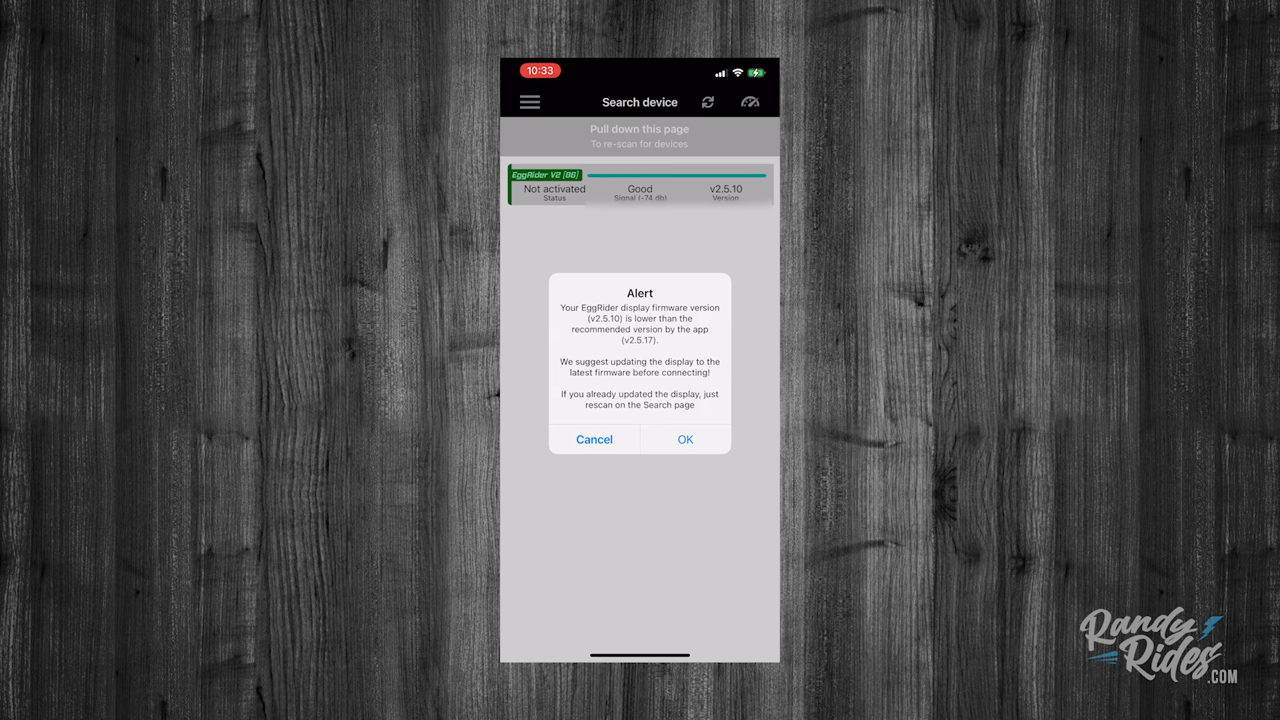 10:33
Search device
Pull down this page
To re-scan for devices
EggRider V2 [86]
Not activated
Good
v2.5.10
Status
Signal (-74 db)
Version
Alert
Your EggRider display firmware version
(v2.5.10) is lower than the
recommended version by the app
(v2.5.17).
We suggest updating the display to the
latest firmware before connecting!
If you already updated the display, just
rescan on the Search page
Cancel
OK
Randy
Rides
.COM